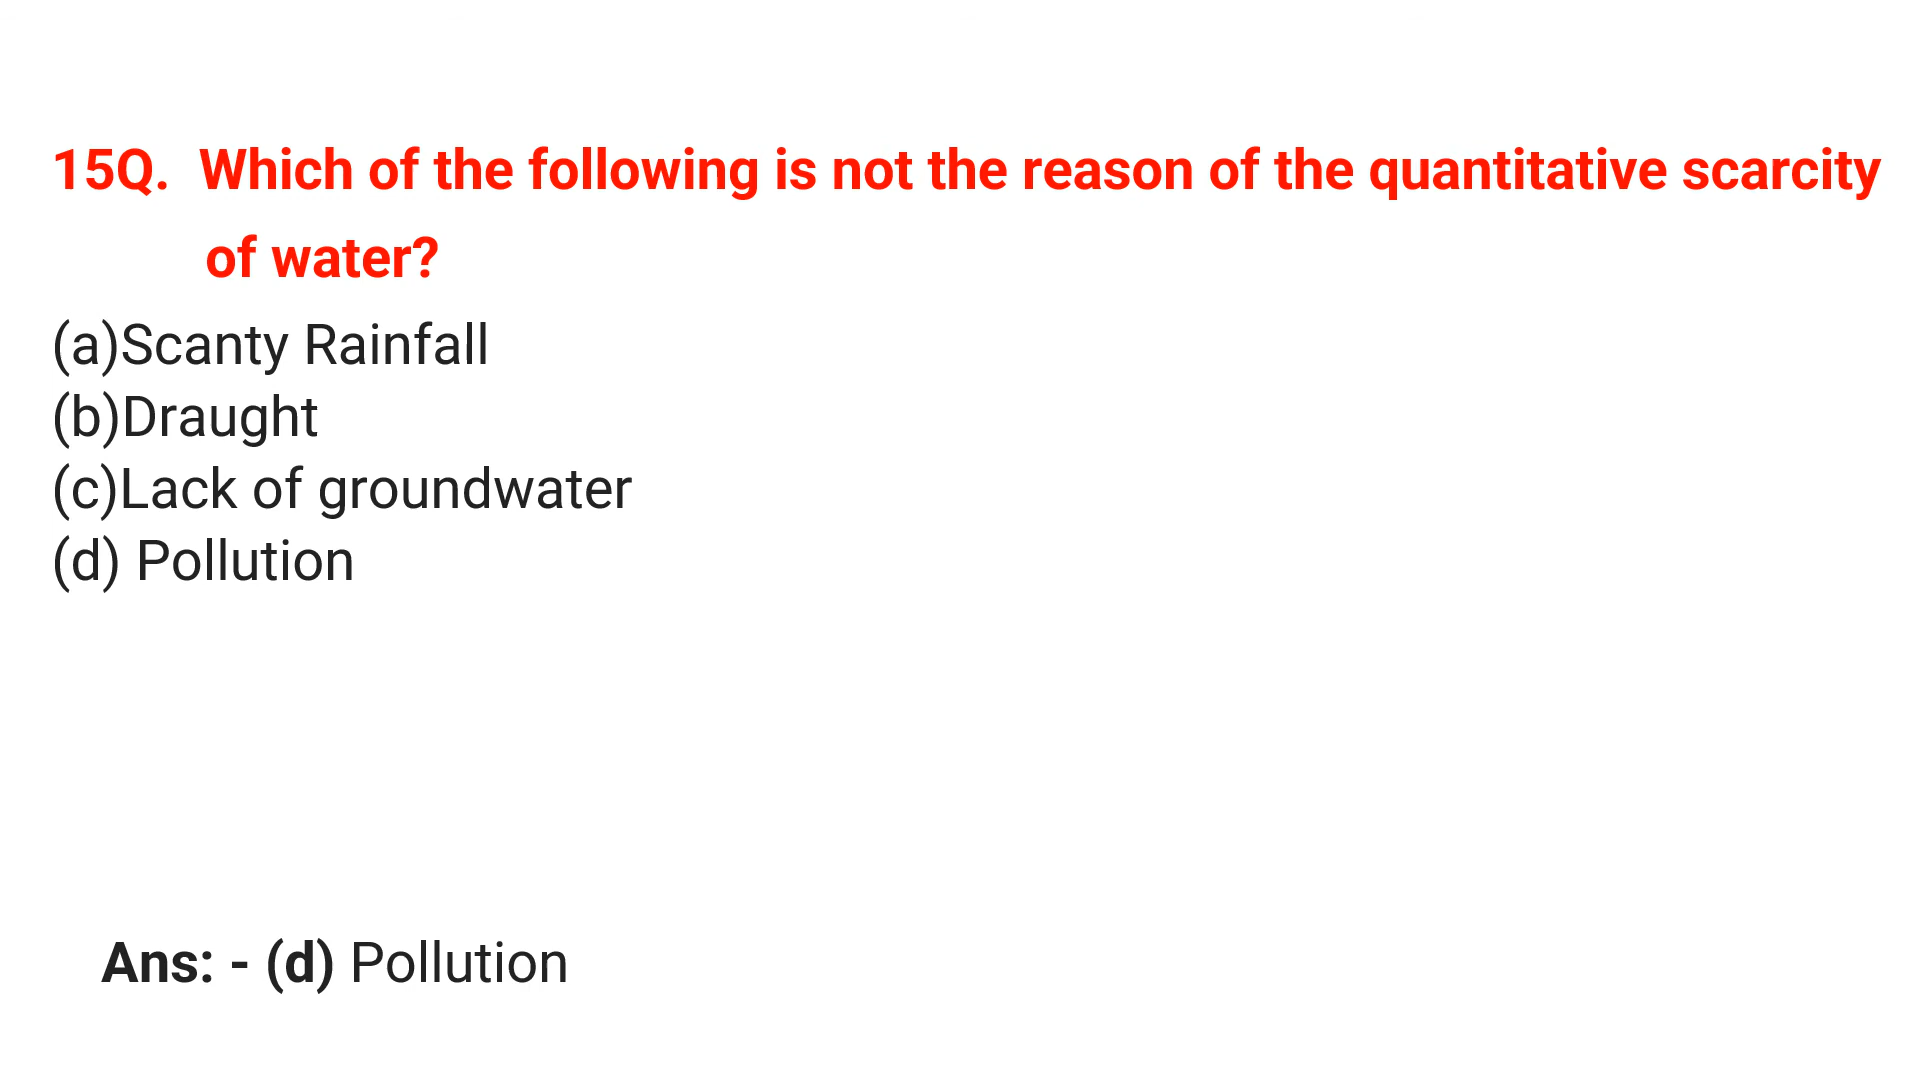 15Q. Which of the following is not the reason of the quantitative scarcity
of water?
(a)Scanty Rainfall
(b)Draught
(c)Lack of groundwater
(d) Pollution
Ans: - (d) Pollution